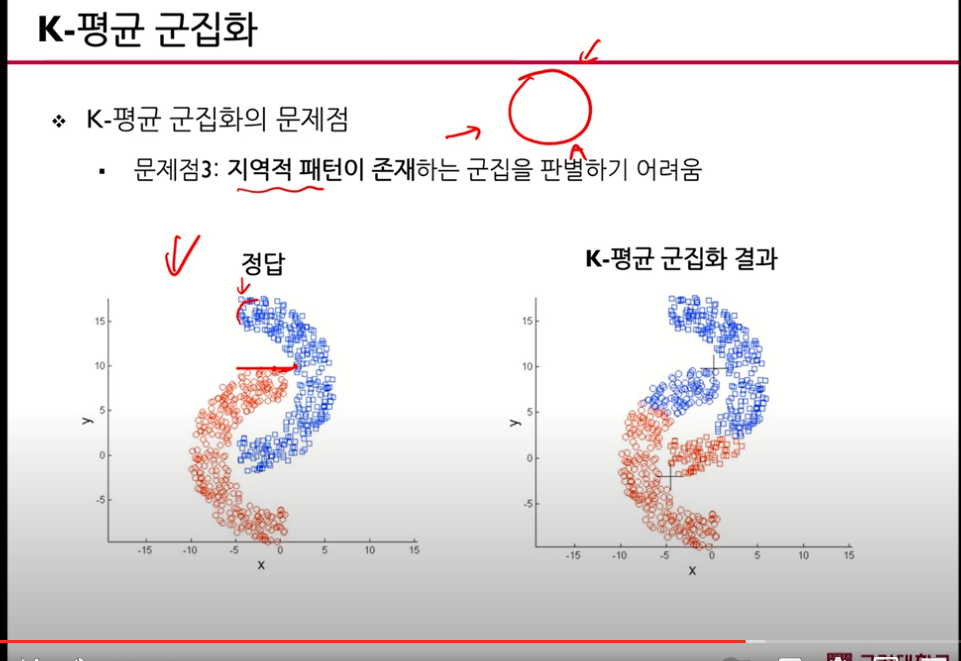 K-평균 군집화
❖ K-평균 군집화의 문제점
▪ 문제점3: 지역적 패턴이 존재하는 군집을 판별하기 어려움
정답
K-평균 군집화 결과
15
10
5
0
-5
y
-15 -10 -5 0 5 10 15
x
15
10
5
0
-5
y
-15 -10 -5 0 5 10 15
x